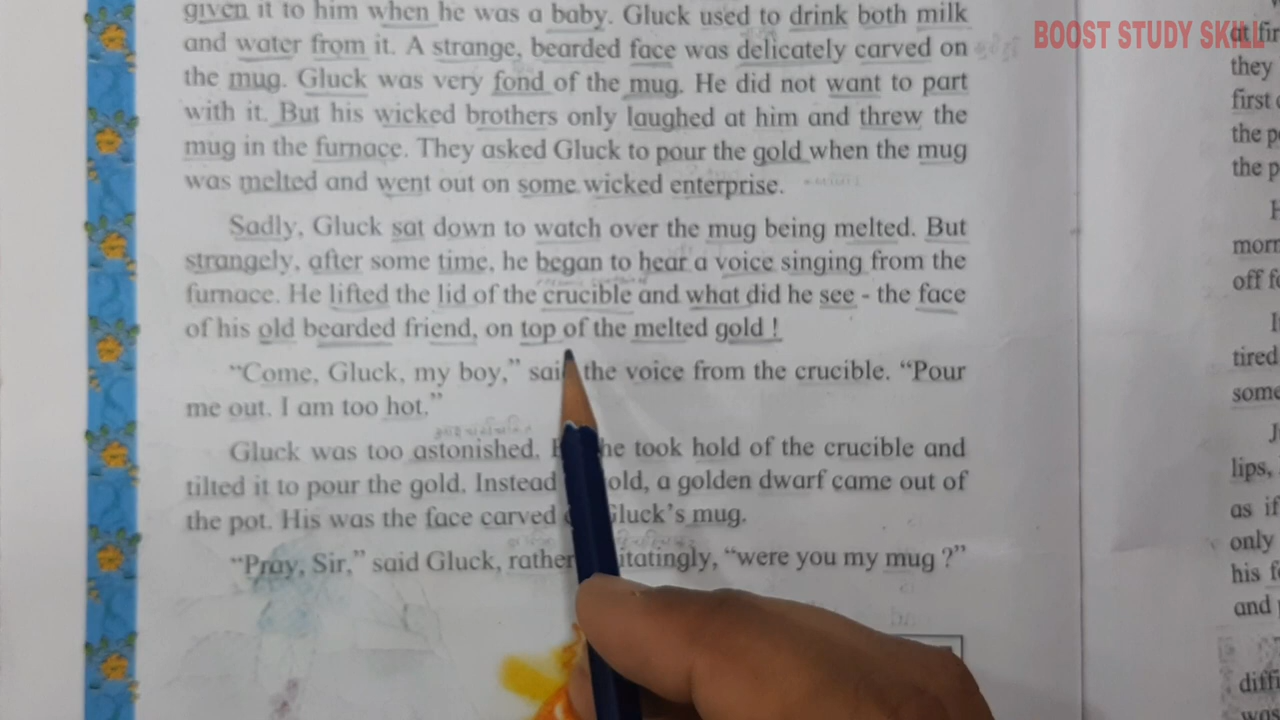 given it to him when he was a baby. Gluck used to drink both milk
and water from it. A strange, bearded face was delicately carved on
the mug. Gluck was very fond of the mug. He did not want to part
with it. But his wicked brothers only laughed at him and threw the
mug in the furnace. They asked Gluck to pour the gold when the mug
was melted and went out on some wicked enterprise.
Sadly, Gluck sat down to watch over the mug being melted. But
strangely, after some time, he began to hear a voice singing from the
furnace. He lifted the lid of the crucible and what did he see - the face
of his old bearded friend, on top of the melted gold !
“Come, Gluck, my boy,” said the voice from the crucible. “Pour
me out. I am too hot.”
Gluck was too astonished. he took hold of the crucible and
tilted it to pour the gold. Instead old, a golden dwarf came out of
the pot. His was the face carved Gluck’s mug.
“Pray, Sir,” said Gluck, rather itatingly, “were you my mug ?”
BOOST STUDY SKILL
at fir
they
first
the p
the p
morn
off f
tired
some
lips,
as if
only
his f
and
diffi
was